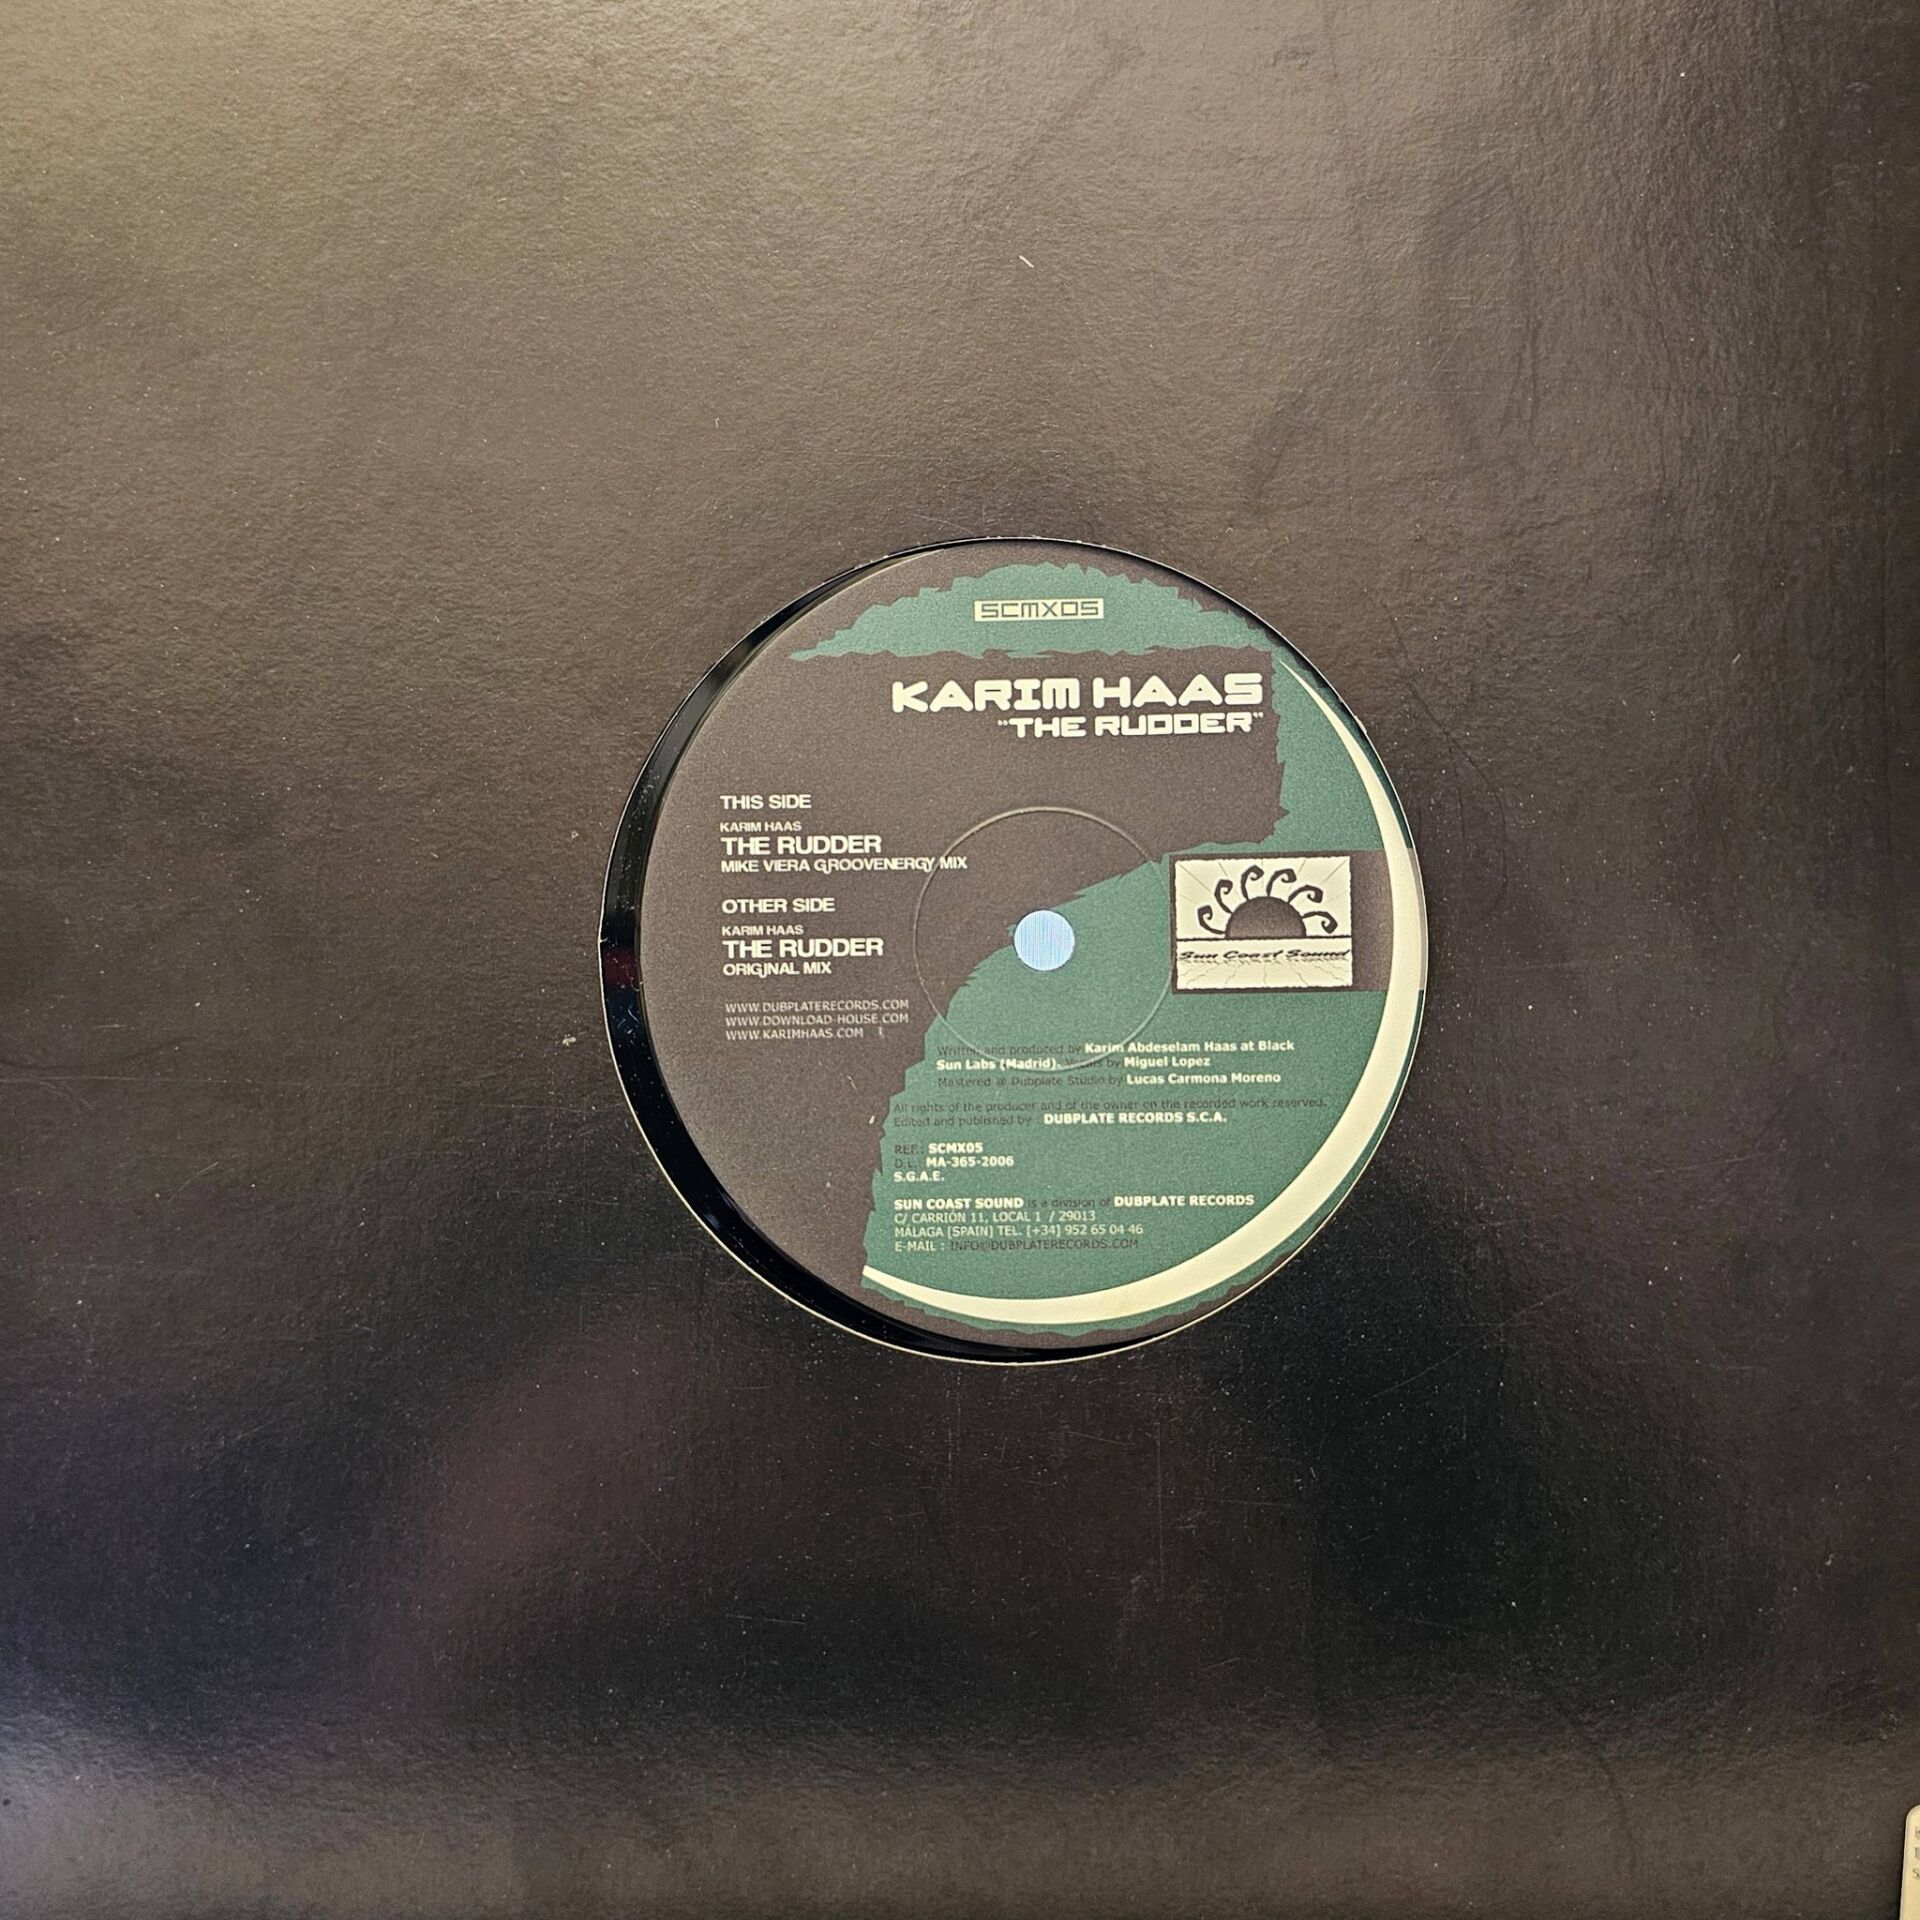 SCMX05
KARIM HAAS
"THE RUDDER"
THIS SIDE
KARIM HAAS
THE RUDDER
MIKE VIERA GROOVENERGY MIX
OTHER SIDE
KARIM HAAS
THE RUDDER
ORIGINAL MIX
WWW.DUBPLATERECORDS.COM
WWW.DOWNLOAD-HOUSE.COM
WWW.KARIMHAAS.COM
Sun Coast Sound
Written and produced by Karim Abdeselam Haas at Black
Sun Labs (Madrid). Vocals by Miguel Lopez
Mastered @ Dubplate Studio by Lucas Carmona Moreno
All rights of the producer and of the owner on the recorded work reserved.
Edited and published by : DUBPLATE RECORDS S.C.A.
REF.: SCMX05
D.L.: MA-365-2006
S.G.A.E.
SUN COAST SOUND is a division of DUBPLATE RECORDS
C/ CARRIÓN 11, LOCAL 1 / 29013
MÁLAGA [SPAIN] TEL. [+34] 952 65 04 46
E-MAIL : INFO@DUBPLATERECORDS.COM